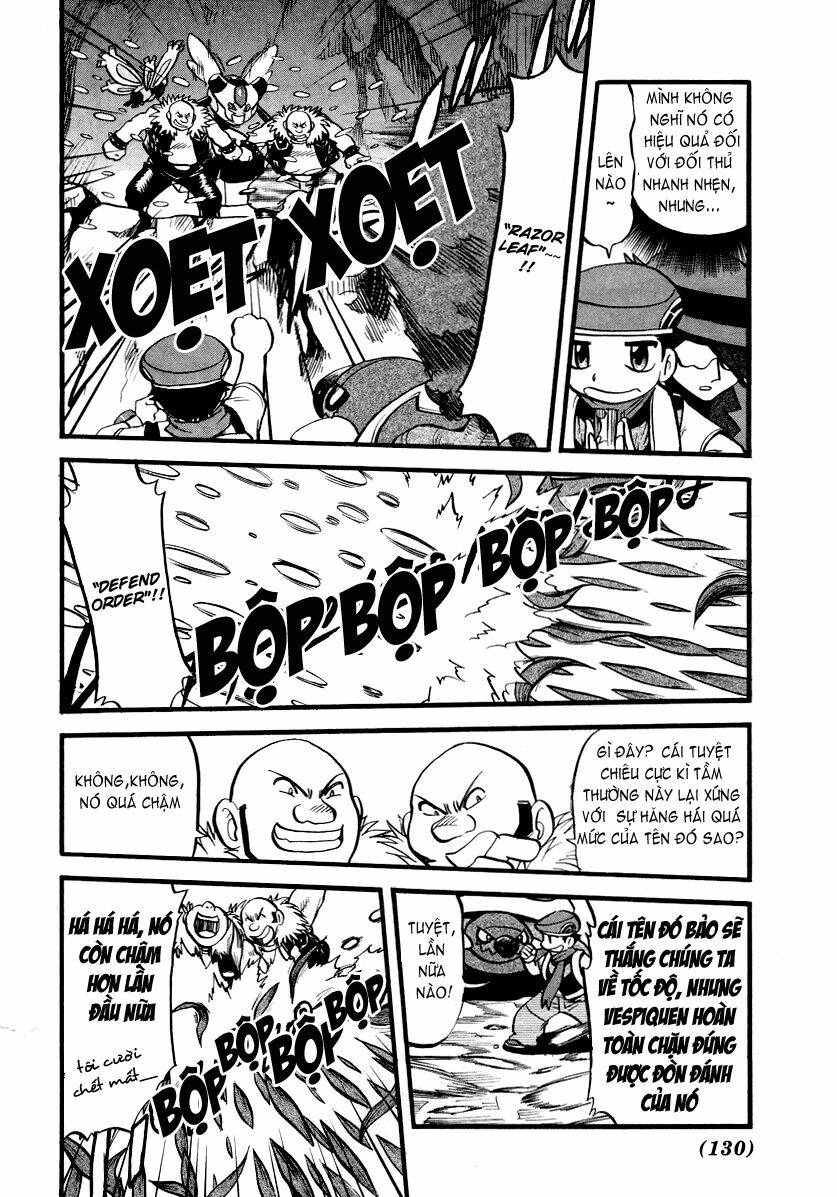 MÌNH KHÔNG
NGHĨ NÓ CÓ
HIỆU QUẢ ĐỐI
VỚI ĐỐI THỦ
NHANH NHẸN,
NHƯNG...
LÊN
NÀO
~
"RAZOR
LEAF"~~
!!
XOẸT XOẸT
"DEFEND
ORDER"!!
BỘP BỘP BỘP BỘP
GÌ ĐÂY? CÁI TUYỆT
CHIÊU CỰC KÌ TẦM
THƯỜNG NÀY LẠI XỨNG
VỚI SỰ HĂNG HÁI QUÁ
MỨC CỦA TÊN ĐÓ SAO?
KHÔNG,KHÔNG,
NÓ QUÁ CHẬM
CÁI TÊN ĐÓ BẢO SẼ
THẮNG CHÚNG TA
VỀ TỐC ĐỘ, NHƯNG
VESPIQUEN HOÀN
TOÀN CHẶN ĐỨNG
ĐƯỢC ĐÒN ĐÁNH
CỦA NÓ
TUYỆT,
LẦN
NỮA
NÀO!
HÁ HÁ HÁ, NÓ
CÒN CHẬM
HƠN LẦN
ĐẦU NỮA
tôi cười
chết mất__
BỘP BỘP BỘP BỘP
(130)